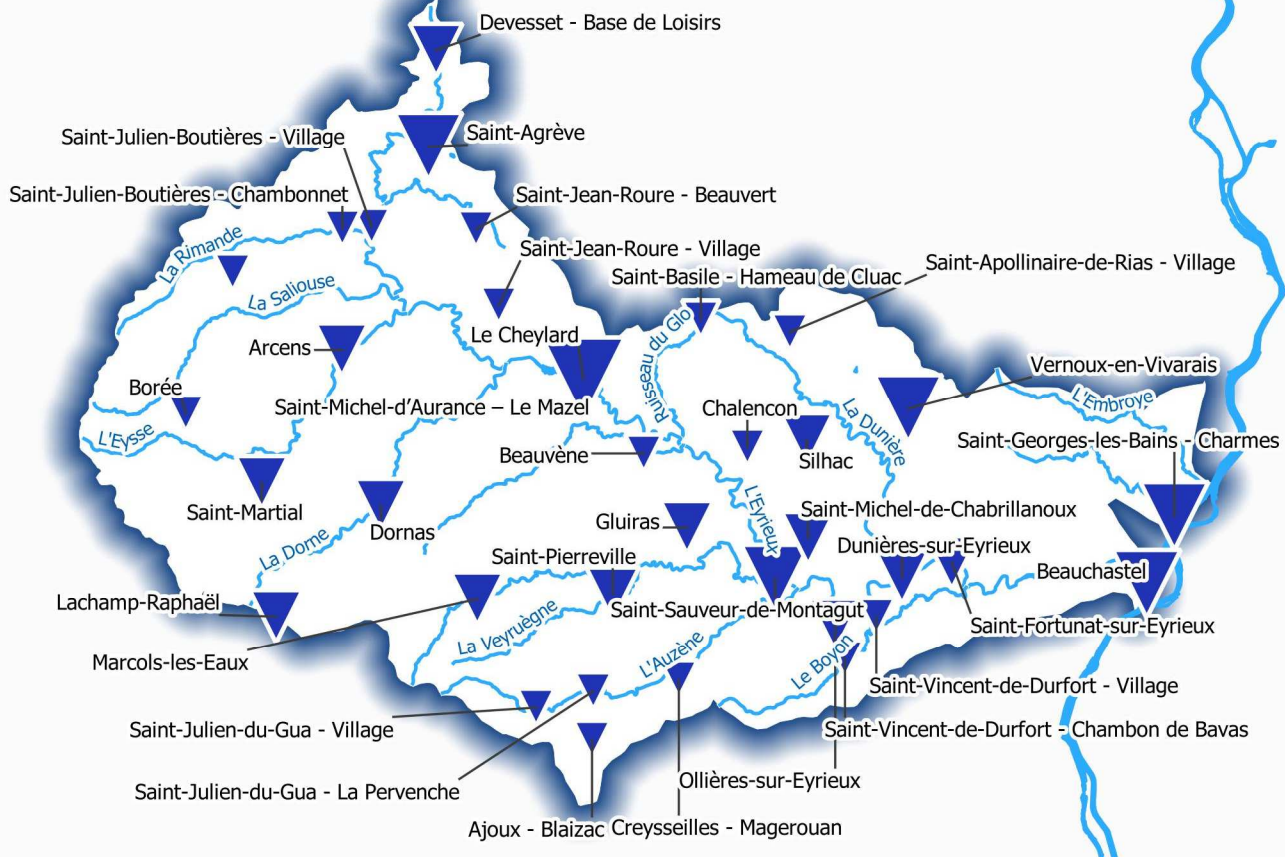 Devesset - Base de Loisirs
Saint-Julien-Boutières - Village
Saint-Agrève
Saint-Julien-Boutières - Chambonnet
Saint-Jean-Roure - Beauvert
La Rimande
Saint-Jean-Roure - Village
Saint-Basile - Hameau de Cluac
Saint-Apollinaire-de-Rias - Village
La Saliouse
Le Cheylard
Arcens
Ruisseau du Glo
Vernoux-en-Vivarais
Borée
Saint-Michel-d'Aurance – Le Mazel
Chalencon
La Dunière
L'Embroye
L'Eysse
Saint-Georges-les-Bains - Charmes
Beauvène
Silhac
Saint-Martial
Dornas
Gluiras
L'Eyrieux
Saint-Michel-de-Chabrillanoux
La Dorne
Saint-Pierreville
Dunières-sur-Eyrieux
Beauchastel
Lachamp-Raphaël
Saint-Sauveur-de-Montagut
La Veyruègne
Saint-Fortunat-sur-Eyrieux
Marcols-les-Eaux
L'Auzène
Le Boyon
Saint-Vincent-de-Durfort - Village
Saint-Julien-du-Gua - Village
Saint-Vincent-de-Durfort - Chambon de Bavas
Ollières-sur-Eyrieux
Saint-Julien-du-Gua - La Pervenche
Ajoux - Blaizac
Creysseilles - Magerouan